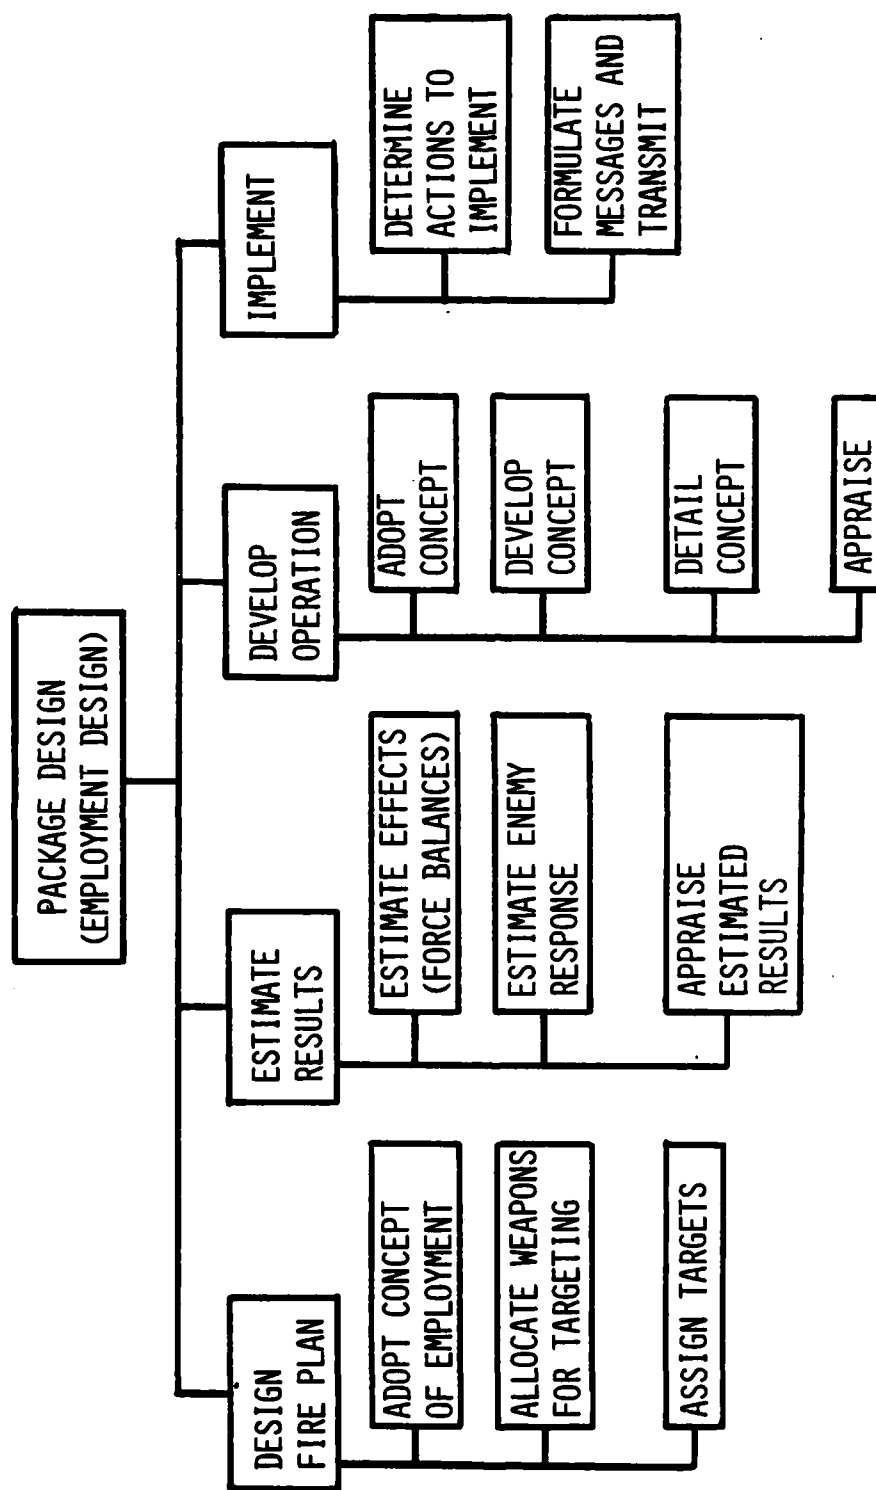 PACKAGE DESIGN
(EMPLOYMENT DESIGN)
DESIGN
FIRE PLAN
ADOPT CONCEPT
OF EMPLOYMENT
ALLOCATE WEAPONS
FOR TARGETING
ASSIGN TARGETS
ESTIMATE
RESULTS
ESTIMATE EFFECTS
(FORCE BALANCES)
ESTIMATE ENEMY
RESPONSE
APPRAISE
ESTIMATED
RESULTS
DEVELOP
OPERATION
ADOPT
CONCEPT
DEVELOP
CONCEPT
DETAIL
CONCEPT
APPRAISE
IMPLEMENT
DETERMINE
ACTIONS TO
IMPLEMENT
FORMULATE
MESSAGES AND
TRANSMIT